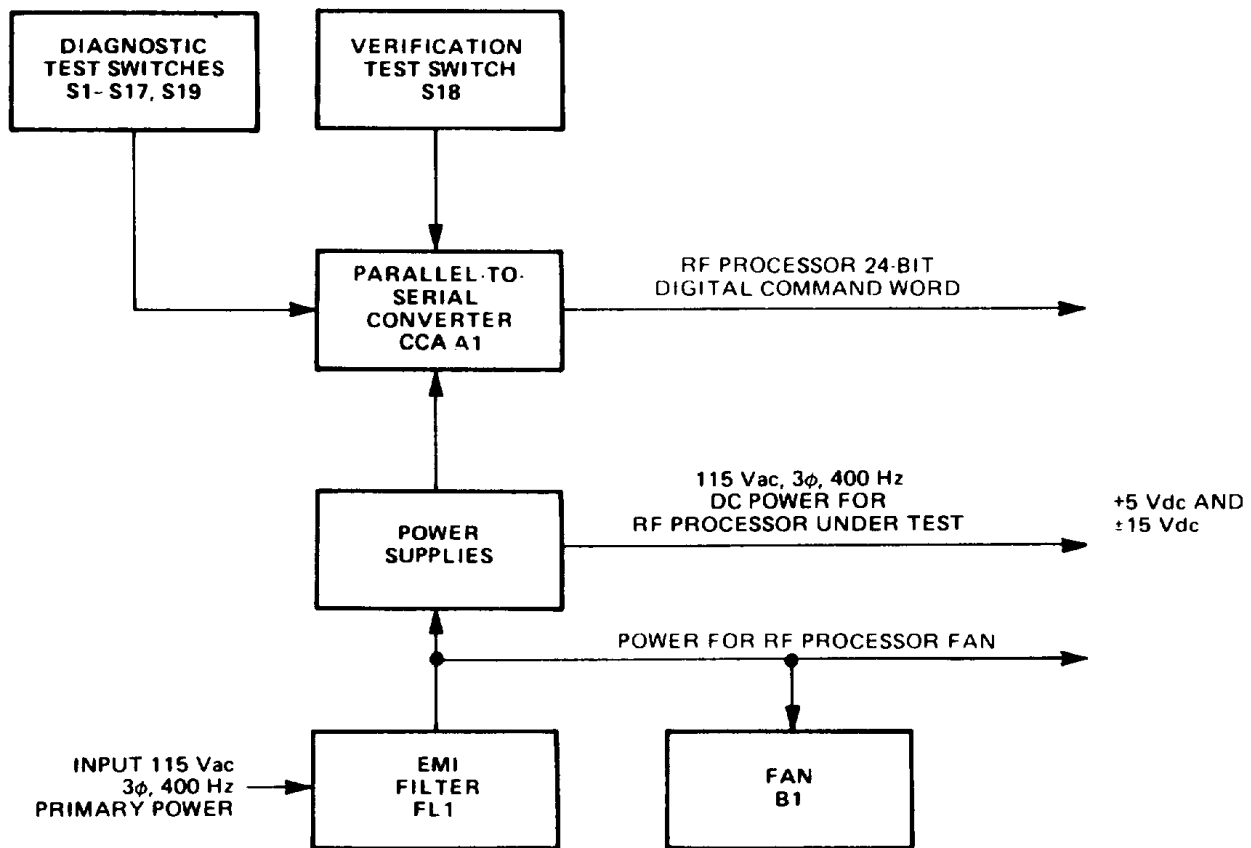 DIAGNOSTIC
TEST SWITCHES
S1- S17, S19
VERIFICATION
TEST SWITCH
S18
PARALLEL-TO-
SERIAL
CONVERTER
CCA A1
RF PROCESSOR 24-BIT
DIGITAL COMMAND WORD
POWER
SUPPLIES
115 Vac, 3φ, 400 Hz
DC POWER FOR
RF PROCESSOR UNDER TEST
+5 Vdc AND
±15 Vdc
POWER FOR RF PROCESSOR FAN
INPUT 115 Vac
3φ, 400 Hz
PRIMARY POWER
EMI
FILTER
FL1
FAN
B1